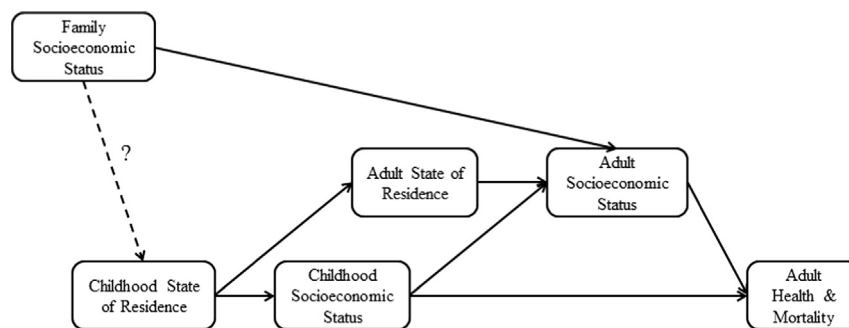 Family
Socioeconomic
Status
?
Adult State of
Residence
Adult
Socioeconomic
Status
Childhood State
of Residence
Childhood
Socioeconomic
Status
Adult
Health &
Mortality